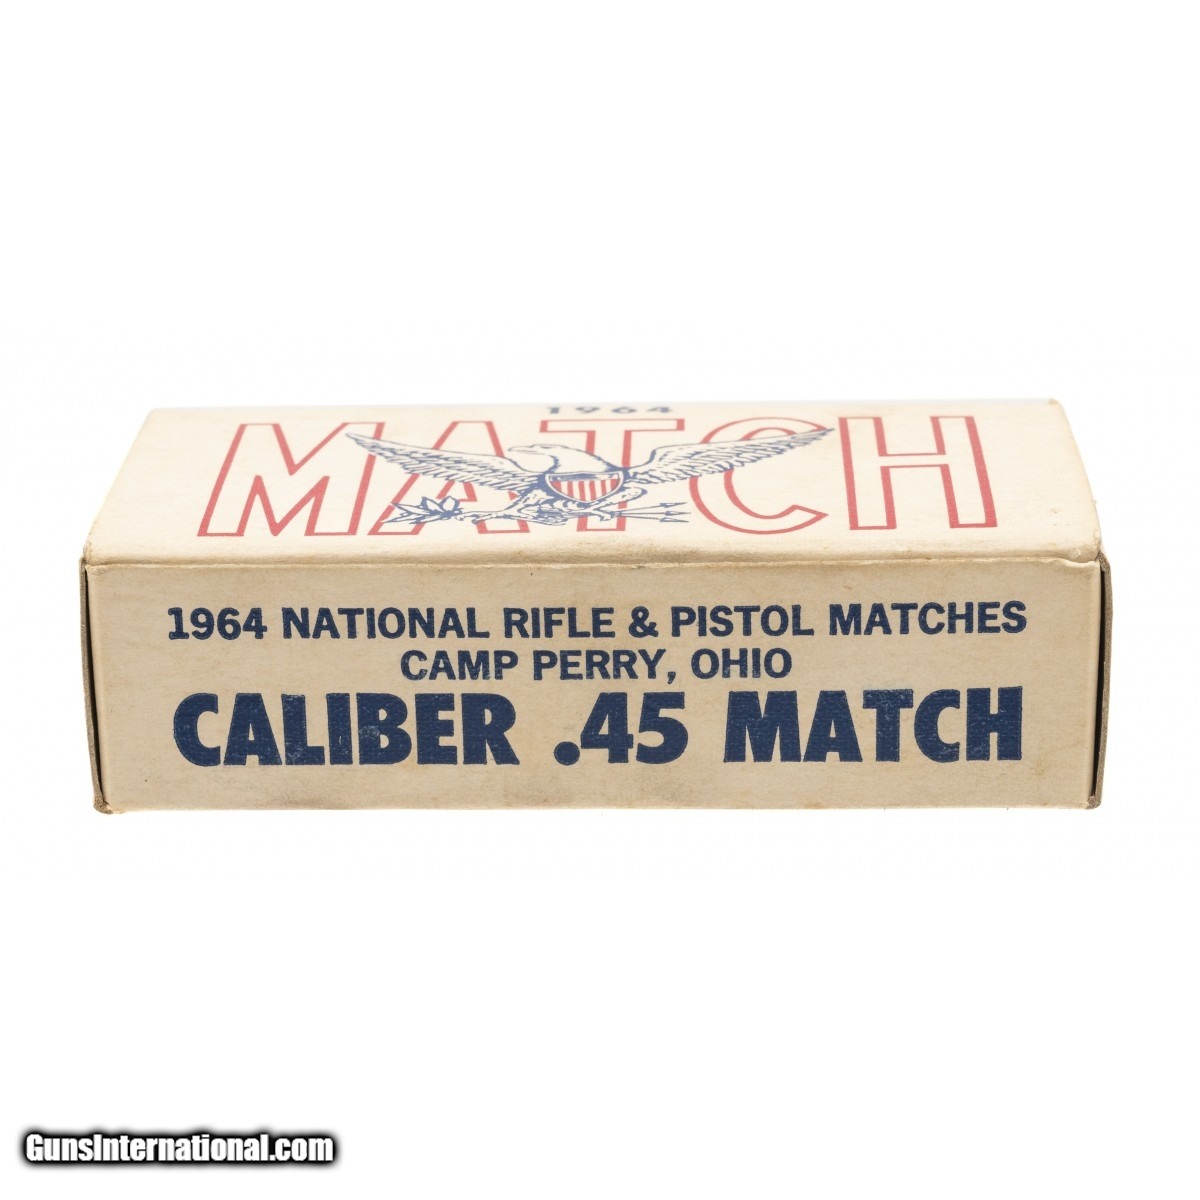 1964
MATCH
1964 NATIONAL RIFLE & PISTOL MATCHES
CAMP PERRY, OHIO
CALIBER .45 MATCH
GunsInternational.com